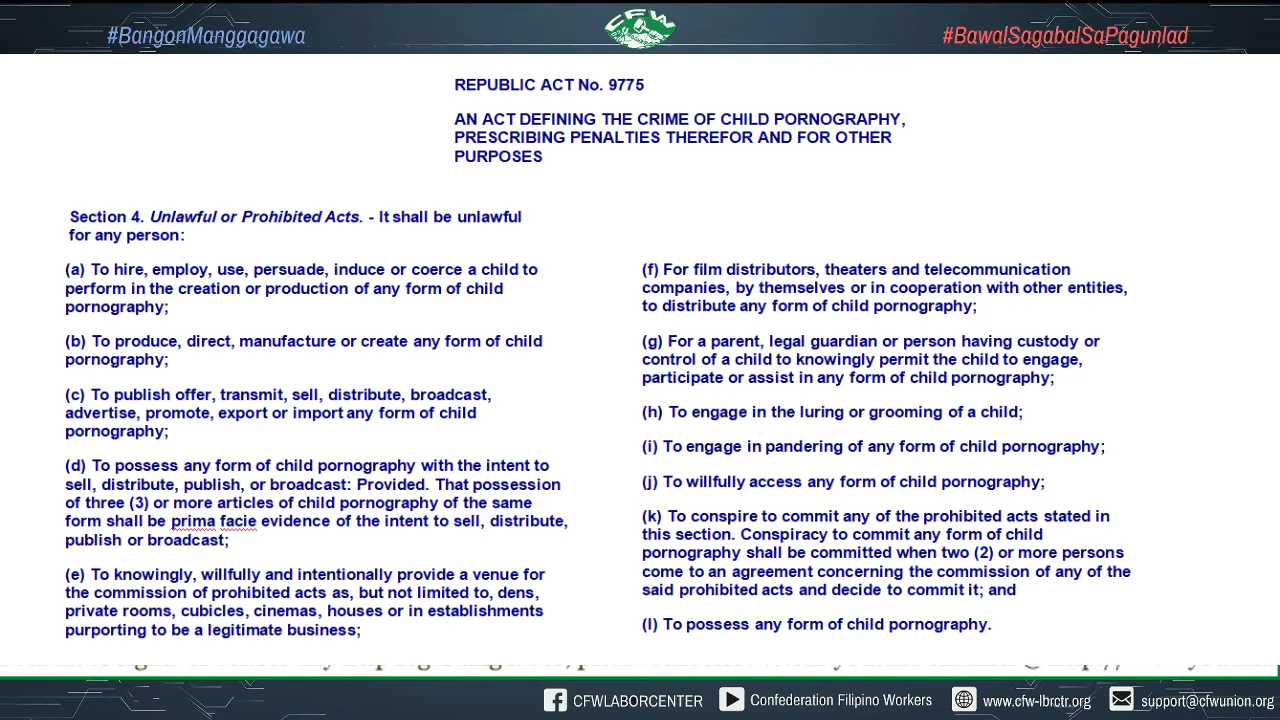 #BangonManggagawa
CFW
#BawalSagabalSaPagunlad
REPUBLIC ACT No. 9775
AN ACT DEFINING THE CRIME OF CHILD PORNOGRAPHY,
PRESCRIBING PENALTIES THEREFOR AND FOR OTHER
PURPOSES
Section 4. Unlawful or Prohibited Acts. - It shall be unlawful
for any person:
(a) To hire, employ, use, persuade, induce or coerce a child to
perform in the creation or production of any form of child
pornography;
(b) To produce, direct, manufacture or create any form of child
pornography;
(c) To publish offer, transmit, sell, distribute, broadcast,
advertise, promote, export or import any form of child
pornography;
(d) To possess any form of child pornography with the intent to
sell, distribute, publish, or broadcast: Provided. That possession
of three (3) or more articles of child pornography of the same
form shall be prima facie evidence of the intent to sell, distribute,
publish or broadcast;
(e) To knowingly, willfully and intentionally provide a venue for
the commission of prohibited acts as, but not limited to, dens,
private rooms, cubicles, cinemas, houses or in establishments
purporting to be a legitimate business;
(f) For film distributors, theaters and telecommunication
companies, by themselves or in cooperation with other entities,
to distribute any form of child pornography;
(g) For a parent, legal guardian or person having custody or
control of a child to knowingly permit the child to engage,
participate or assist in any form of child pornography;
(h) To engage in the luring or grooming of a child;
(i) To engage in pandering of any form of child pornography;
(j) To willfully access any form of child pornography;
(k) To conspire to commit any of the prohibited acts stated in
this section. Conspiracy to commit any form of child
pornography shall be committed when two (2) or more persons
come to an agreement concerning the commission of any of the
said prohibited acts and decide to commit it; and
(l) To possess any form of child pornography.
CFWLABORCENTER
Confederation Filipino Workers
www.cfw-lbrctr.org
support@cfwunion.org